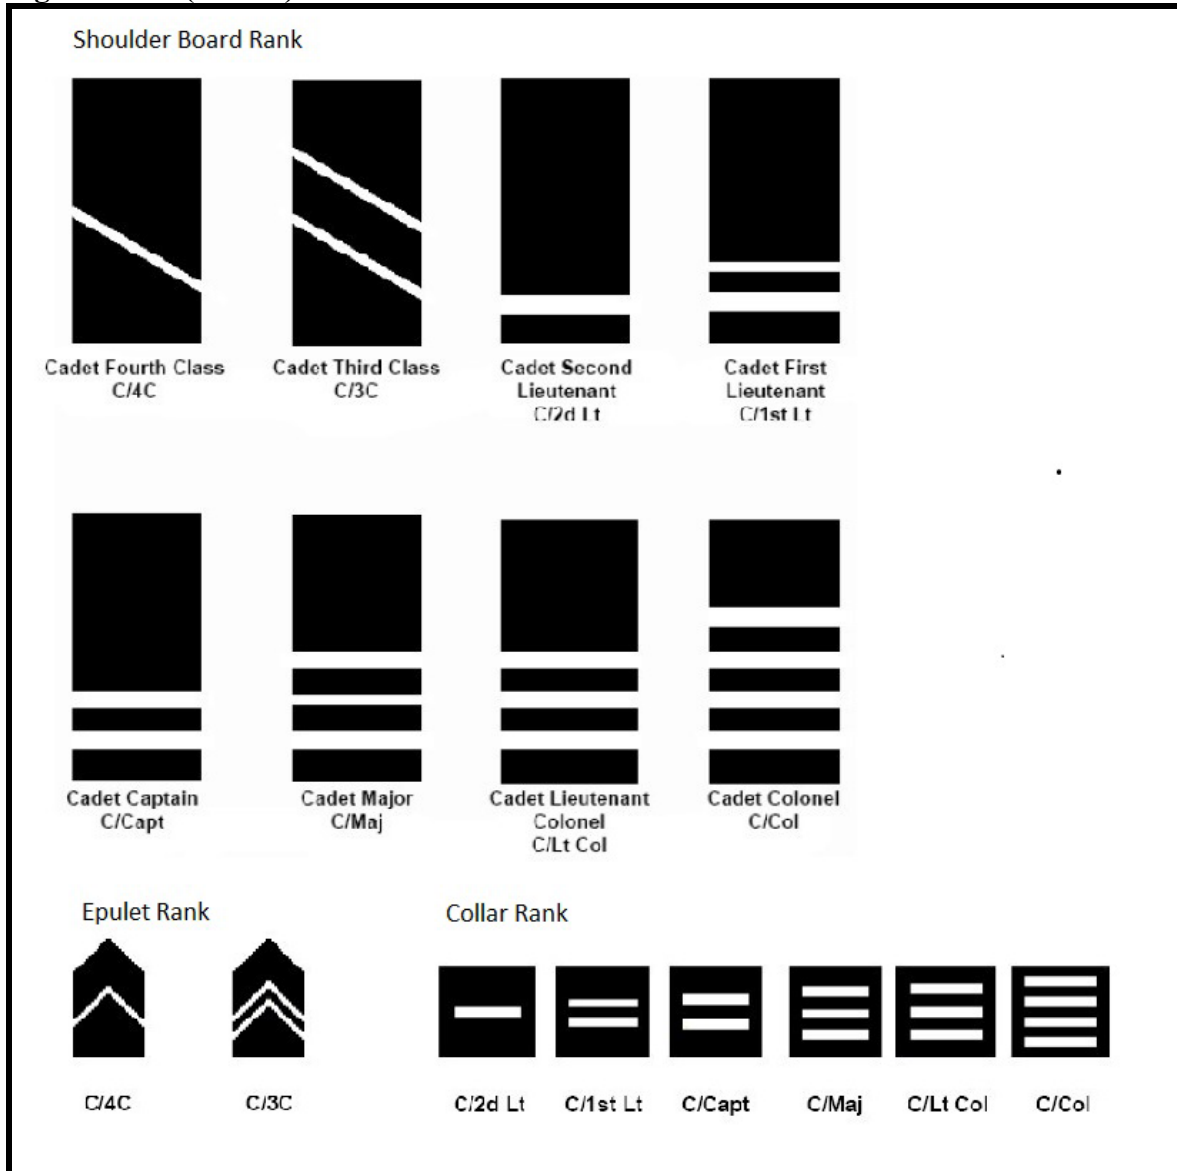 Shoulder Board Rank
Cadet Fourth Class
C/4C
Cadet Third Class
C/3C
Cadet Second
Lieutenant
C/2d Lt
Cadet First
Lieutenant
C/1st Lt
Cadet Captain
C/Capt
Cadet Major
C/Maj
Cadet Lieutenant
Colonel
C/Lt Col
Cadet Colonel
C/Col
Epulet Rank
C/4C
C/3C
Collar Rank
C/2d Lt
C/1st Lt
C/Capt
C/Maj
C/Lt Col
C/Col